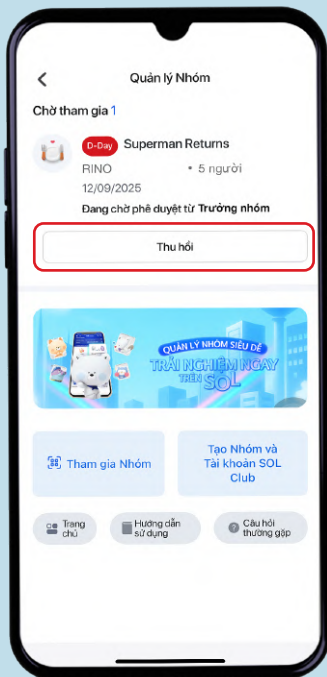 Quản lý Nhóm
Chờ tham gia 1
D-Day Superman Returns
RINO • 5 người
12/09/2025
Đang chờ phê duyệt từ Trưởng nhóm
Thu hồi
QUẢN LÝ NHÓM SIÊU DỄ
TRẢI NGHIỆM NGAY
TRÊN SOL
Tham gia Nhóm
Tạo Nhóm và
Tài khoản SOL
Club
Trang
chủ
Hướng dẫn
sử dụng
Câu hỏi
thường gặp